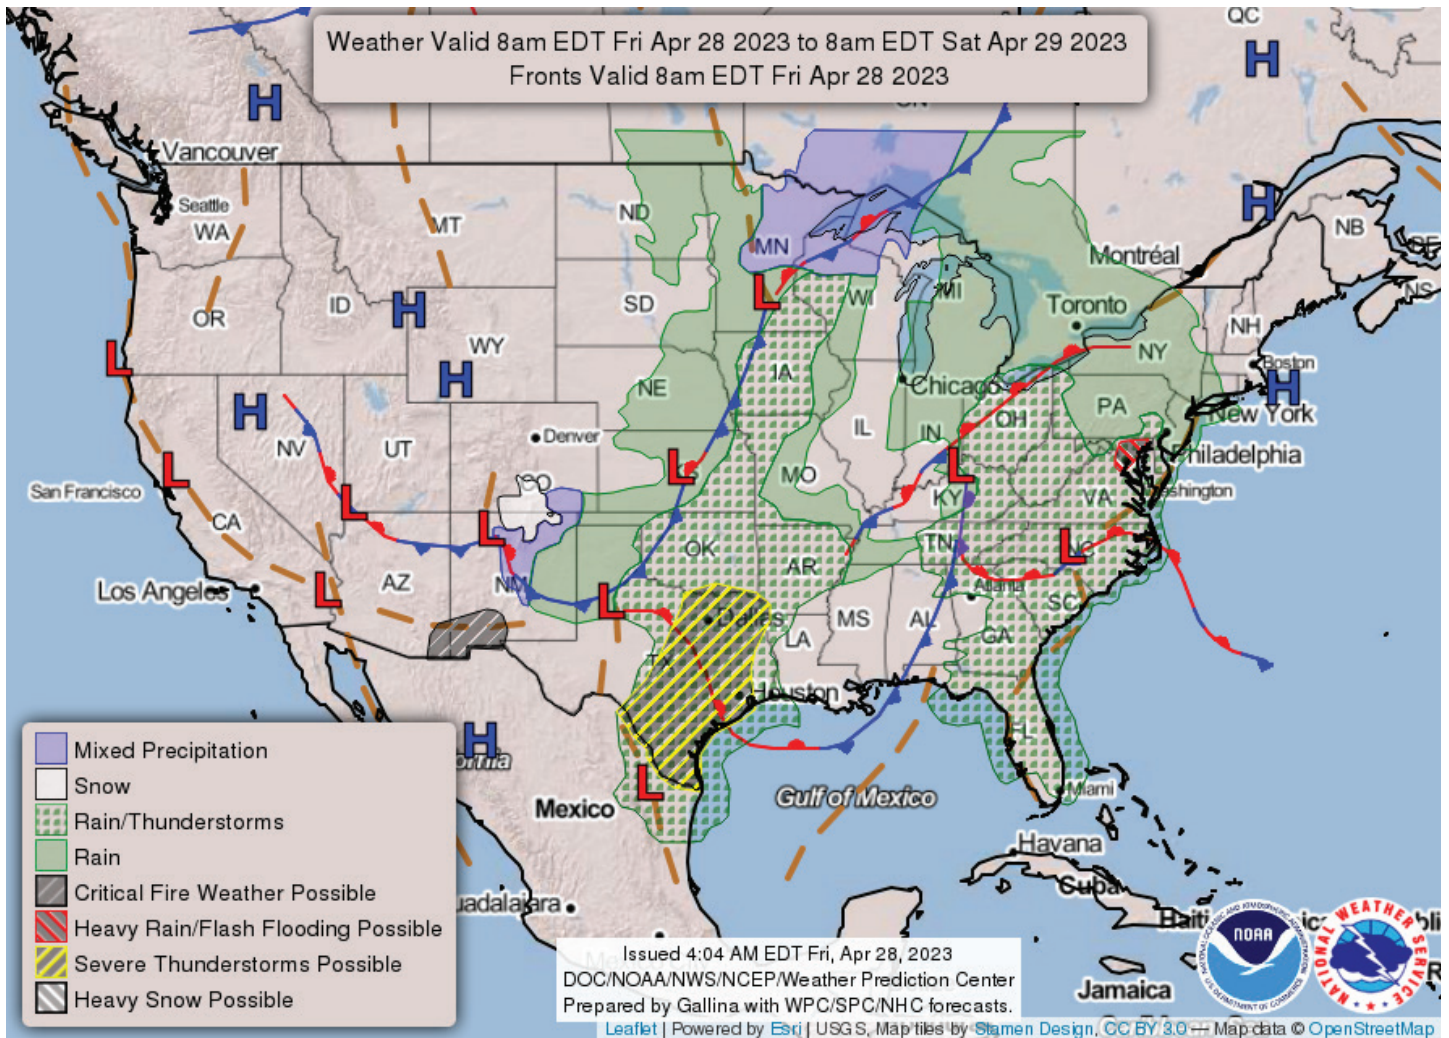 QC
Weather Valid 8am EDT Fri Apr 28 2023 to 8am EDT Sat Apr 29 2023
Fronts Valid 8am EDT Fri Apr 28 2023
H
H
ON
Vancouver
Seattle
WA
MT
ND
MN
H
NB
Montréal
NS
OR
ID
H
SD
L
WI
MI
Toronto
NH
WY
L
H
NE
IA
Chicago
NY
Boston
H
H
NV
UT
Denver
IL
IN
OH
PA
New York
Philadelphia
San Francisco
L
CA
L
CO
L
KS
MO
L
KY
VA
Washington
L
OK
AR
TN
L
NC
Los Angeles
L
AZ
NM
L
Dallas
MS
AL
Atlanta
SC
GA
LA
TX
Houston
FL
H
L
Mexico
Gulf of Mexico
Miami
Havana
Cuba
Guadalajara
Jamaica
Mixed Precipitation
Snow
Rain/Thunderstorms
Rain
Critical Fire Weather Possible
Heavy Rain/Flash Flooding Possible
Severe Thunderstorms Possible
Heavy Snow Possible
Issued 4:04 AM EDT Fri, Apr 28, 2023
DOC/NOAA/NWS/NCEP/Weather Prediction Center
Prepared by Gallina with WPC/SPC/NHC forecasts.
NOAA
NATIONAL WEATHER SERVICE
Leaflet | Powered by Esri | USGS, Map tiles by Stamen Design, CC BY 3.0 — Map data © OpenStreetMap